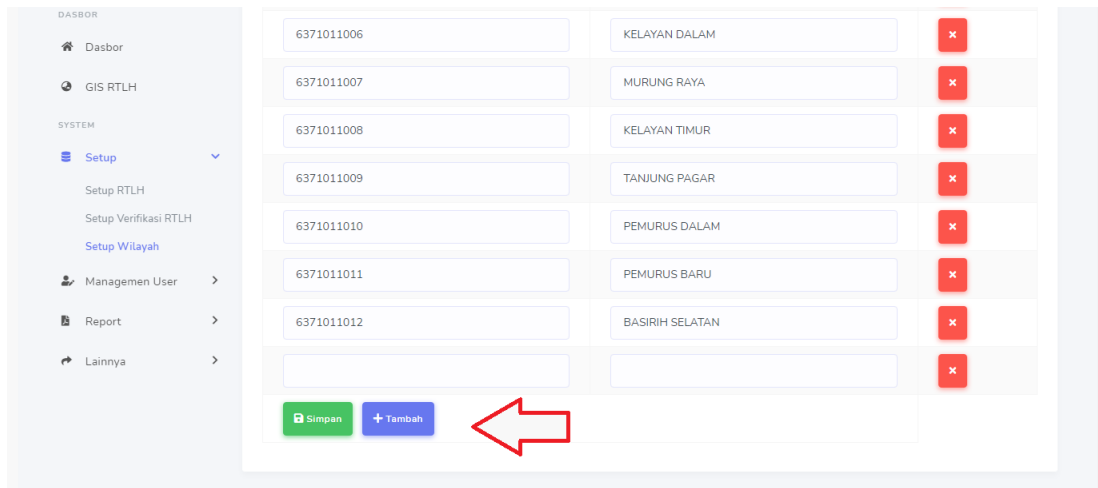 DASBOR
Dasbor
GIS RTLH
SYSTEM
Setup
Setup RTLH
Setup Verifikasi RTLH
Setup Wilayah
Managemen User
Report
Lainnya
6371011006 KELAYAN DALAM
6371011007 MURUNG RAYA
6371011008 KELAYAN TIMUR
6371011009 TANJUNG PAGAR
6371011010 PEMURUS DALAM
6371011011 PEMURUS BARU
6371011012 BASIRIH SELATAN
Simpan + Tambah